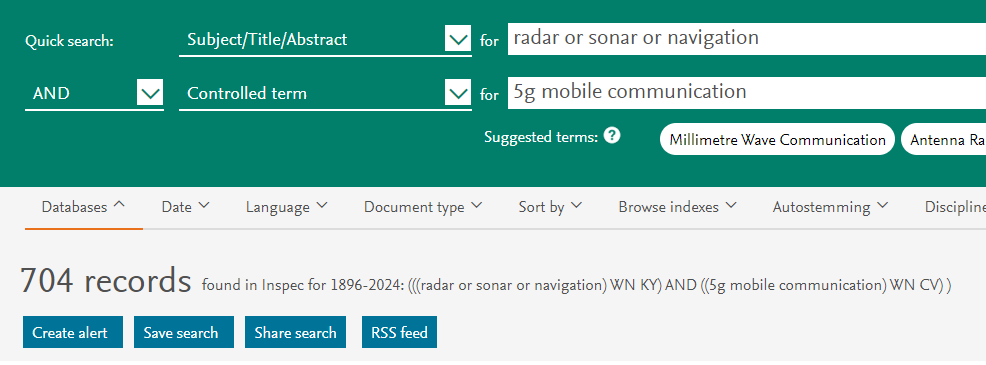 Quick search: Subject/Title/Abstract for radar or sonar or navigation
AND Controlled term for 5g mobile communication
Suggested terms: ? Millimetre Wave Communication Antenna Ra
Databases Date Language Document type Sort by Browse indexes Autostemming Discipline
704 records found in Inspec for 1896-2024: (((radar or sonar or navigation) WN KY) AND ((5g mobile communication) WN CV) )
Create alert Save search Share search RSS feed